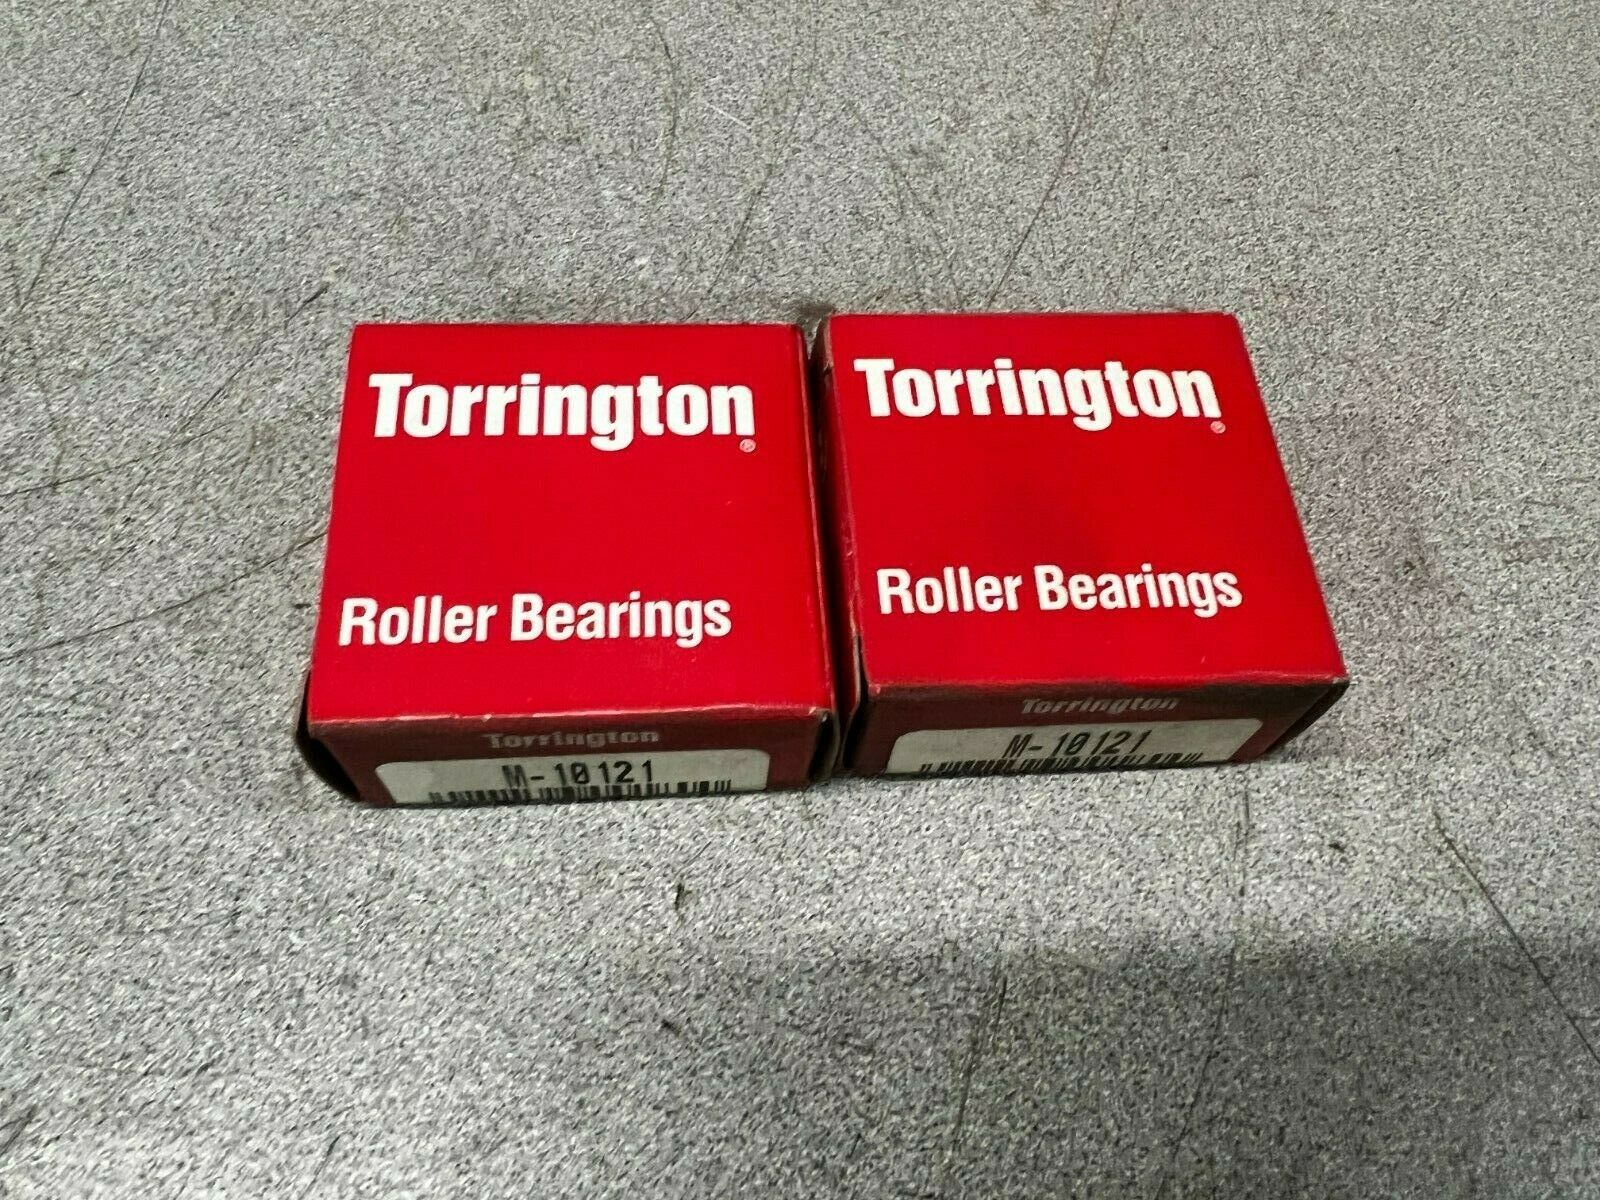 Torrington®
Roller Bearings
Torrington
M-10121
Torrington®
Roller Bearings
Torrington
M-10121